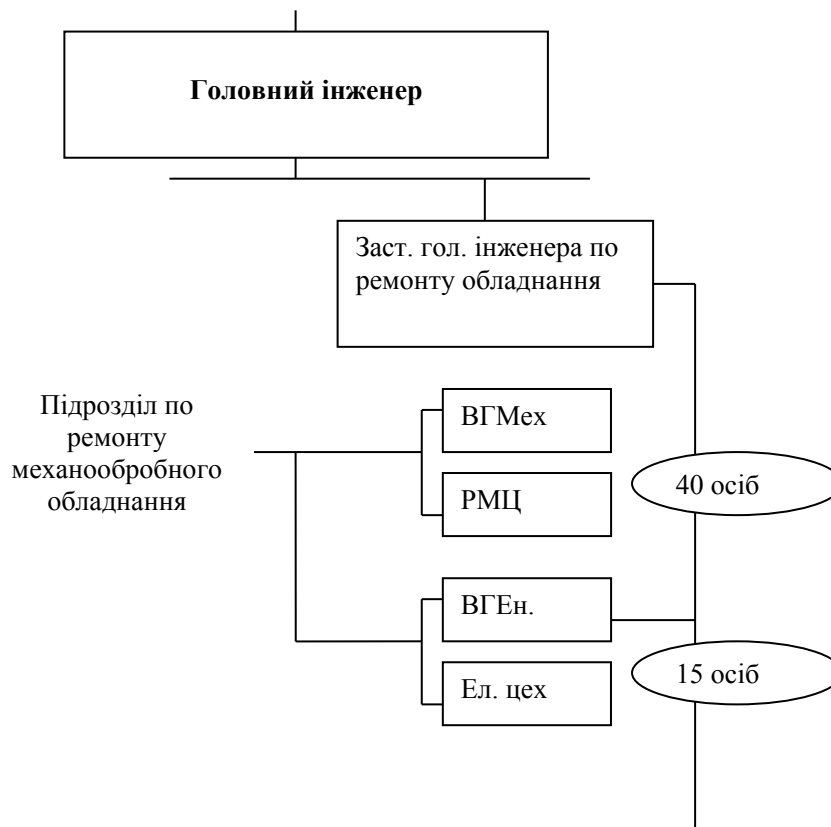 Головний інженер
Заст. гол. інженера по
ремонту обладнання
Підрозділ по
ремонту
механообробного
обладнання
ВГМех
РМЦ
40 осіб
ВГЕн.
Ел. цех
15 осіб